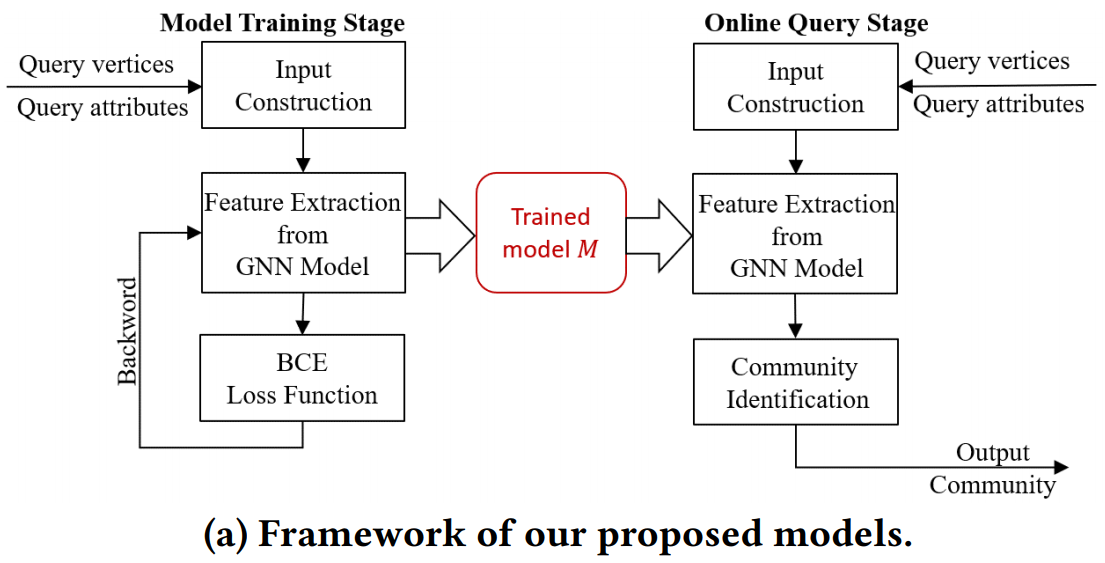 Model Training Stage
Query vertices
Query attributes
Input
Construction
Feature Extraction
from
GNN Model
Backword
BCE
Loss Function
Trained
model M
Online Query Stage
Query vertices
Query attributes
Input
Construction
Feature Extraction
from
GNN Model
Community
Identification
Output
Community
(a) Framework of our proposed models.